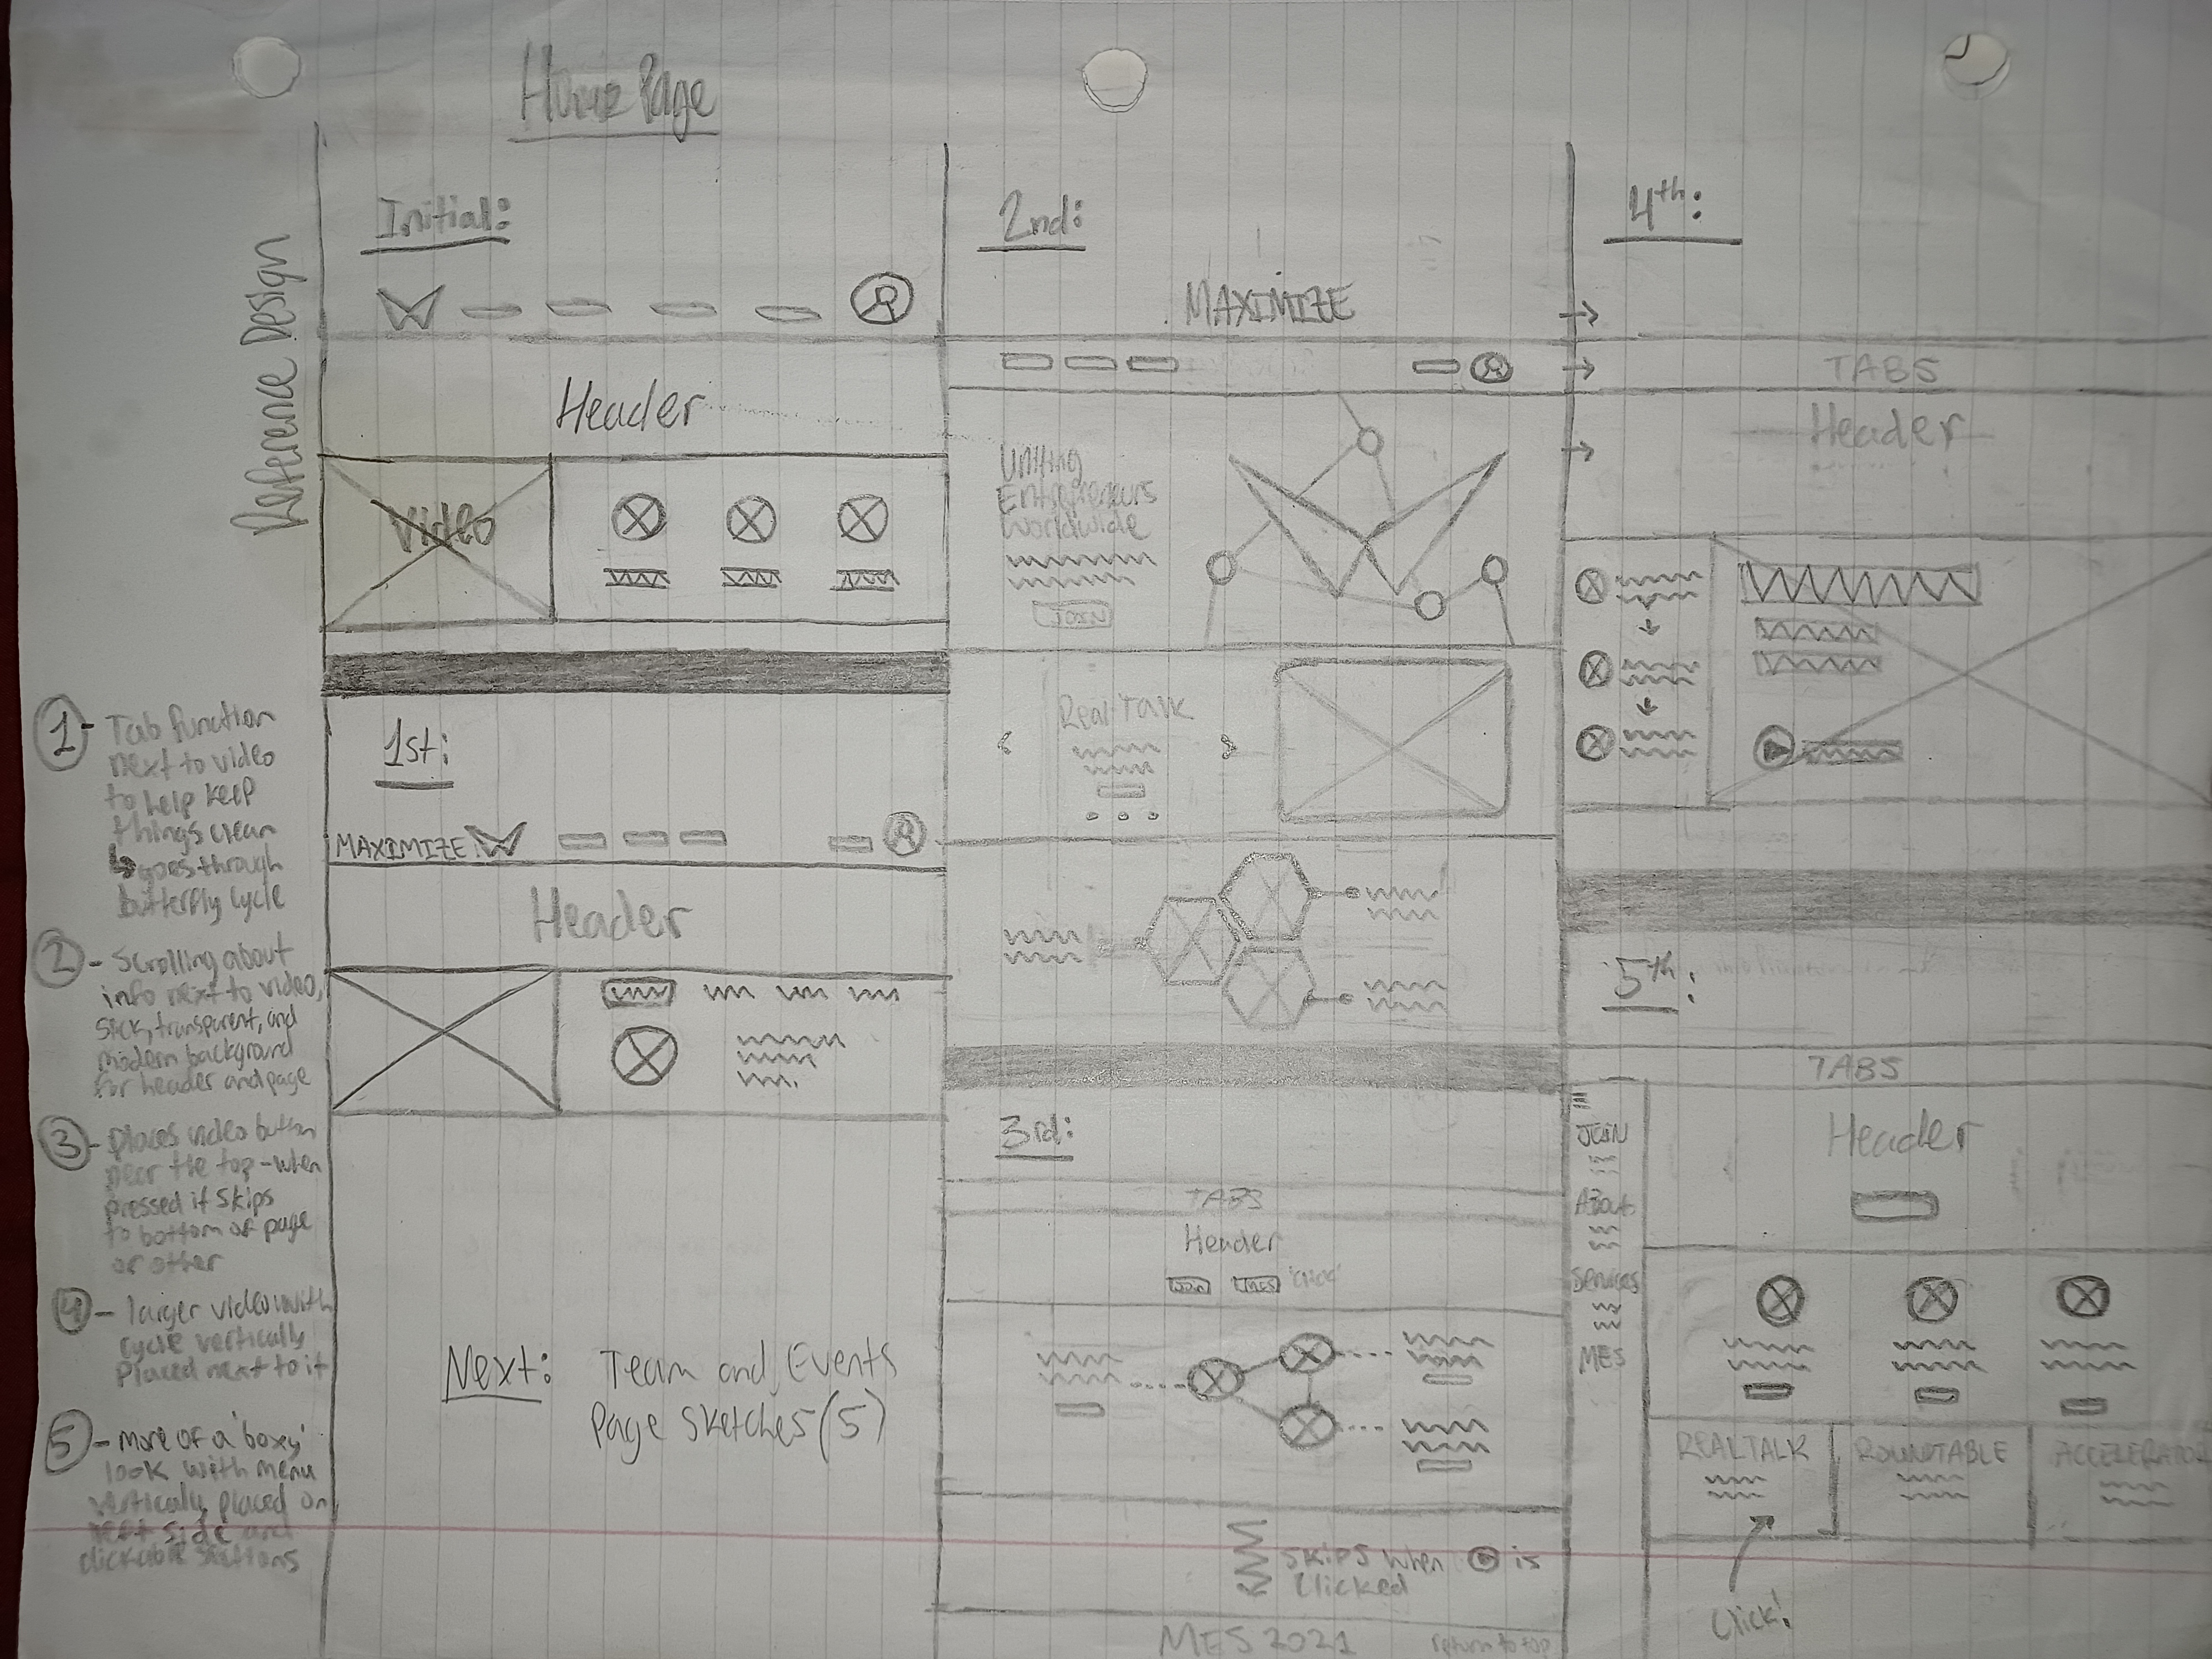 Home Page
Reference Design
Initial:
Header
Video
1st:
MAXIMIZE
Header
Next: Team and Events
Page Sketches (5)
2nd:
MAXIMIZE
Uniting
Entrepreneurs
Worldwide
JOIN
Real Talk
3rd:
TABS
Header
JOIN MES 'Click'
Skips when is
Clicked
MES 2021 return to top
4th:
TABS
Header
5th:
TABS
JOIN
About
Services
MES
Header
REALTALK ROUNDTABLE ACCELERATOR
Click!
1- Tab function
next to video
to help keep
things clean
↳ goes through
butterfly cycle
2- Scrolling about
info next to video,
slick, transparent, and
modern background
for header and page
3- places video button
near the top - when
pressed it skips
to bottom of page
or other
4- larger video with
cycle vertically
placed next to it
5- more of a 'boxy'
look with menu
vertically placed on
left side and
clickable sections